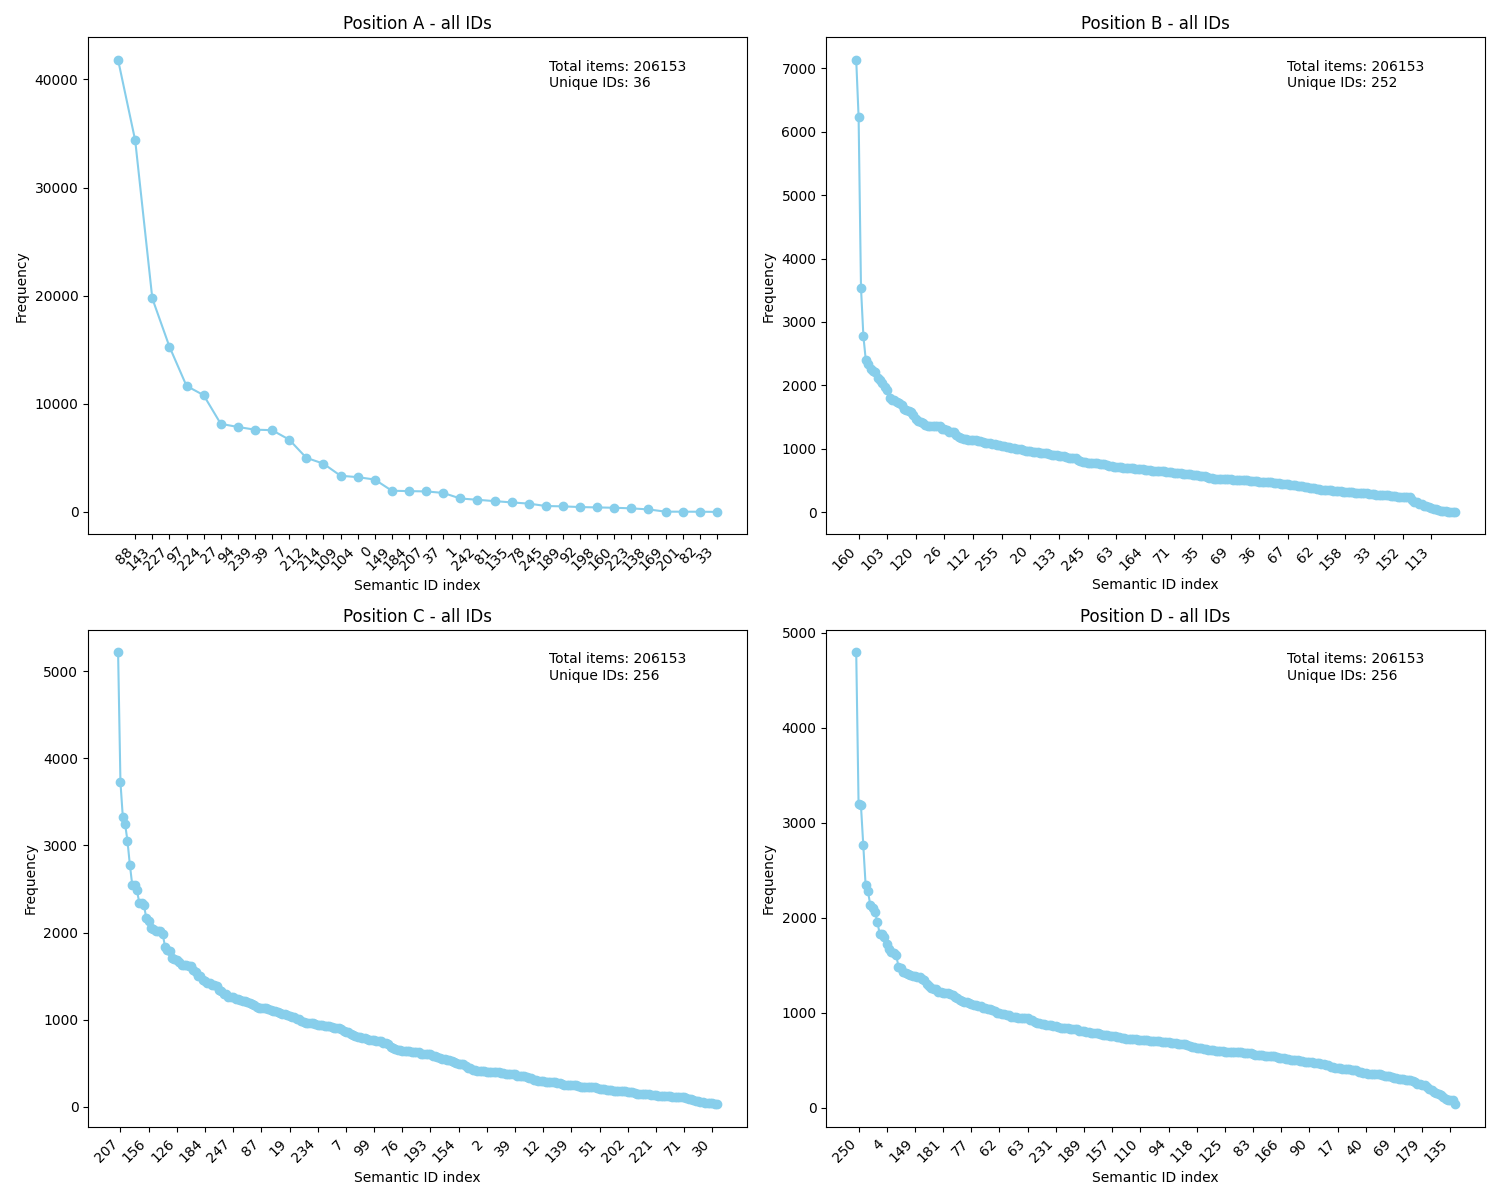 Position A - all IDs
Total items: 206153
Unique IDs: 36
Frequency
40000
30000
20000
10000
0
88 143 227 97 224 27 94 239 39 7 212 214 109 104 0 149 184 207 37 1 242 81 135 78 245 189 92 198 160 223 138 169 201 82 33
Semantic ID index
Position B - all IDs
Total items: 206153
Unique IDs: 252
Frequency
7000
6000
5000
4000
3000
2000
1000
0
160 103 120 26 112 255 20 133 245 63 164 71 35 69 36 67 62 158 33 152 113
Semantic ID index
Position C - all IDs
Total items: 206153
Unique IDs: 256
Frequency
5000
4000
3000
2000
1000
0
207 156 126 184 247 87 19 234 7 99 76 193 154 2 39 12 139 51 202 221 71 30
Semantic ID index
Position D - all IDs
Total items: 206153
Unique IDs: 256
Frequency
5000
4000
3000
2000
1000
0
250 4 149 181 77 62 63 231 189 157 110 94 118 125 83 166 90 17 40 69 179 135
Semantic ID index